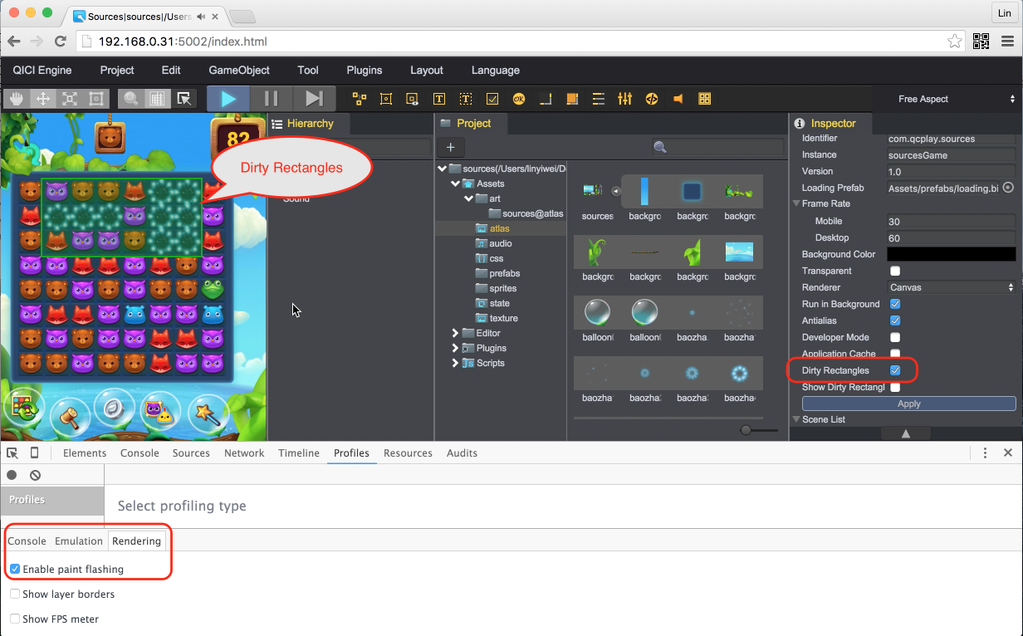 Sources|sources|/Users
Lin
192.168.0.31:5002/index.html
QICI Engine Project Edit GameObject Tool Plugins Layout Language
T T OK
Free Aspect
82
Dirty Rectangles
Hierarchy
Sound
Project
+
sources(/Users/linyiwei/D
Assets
art
sources@atlas
atlas
audio
css
prefabs
sprites
state
texture
Editor
Plugins
Scripts
sources backgro backgro backgro
backgro backgro backgro backgro
balloonl balloonl baozha. baozha.
baozha baozha baozha baozha
Inspector
Identifier com.qcplay.sources
Instance sourcesGame
Version 1.0
Loading Prefab Assets/prefabs/loading.bi
Frame Rate
Mobile 30
Desktop 60
Background Color
Transparent
Renderer Canvas
Run in Background
Antialias
Developer Mode
Application Cache
Dirty Rectangles
Show Dirty Rectangl
Apply
Scene List
Elements Console Sources Network Timeline Profiles Resources Audits
Profiles
Select profiling type
Console Emulation Rendering
Enable paint flashing
Show layer borders
Show FPS meter